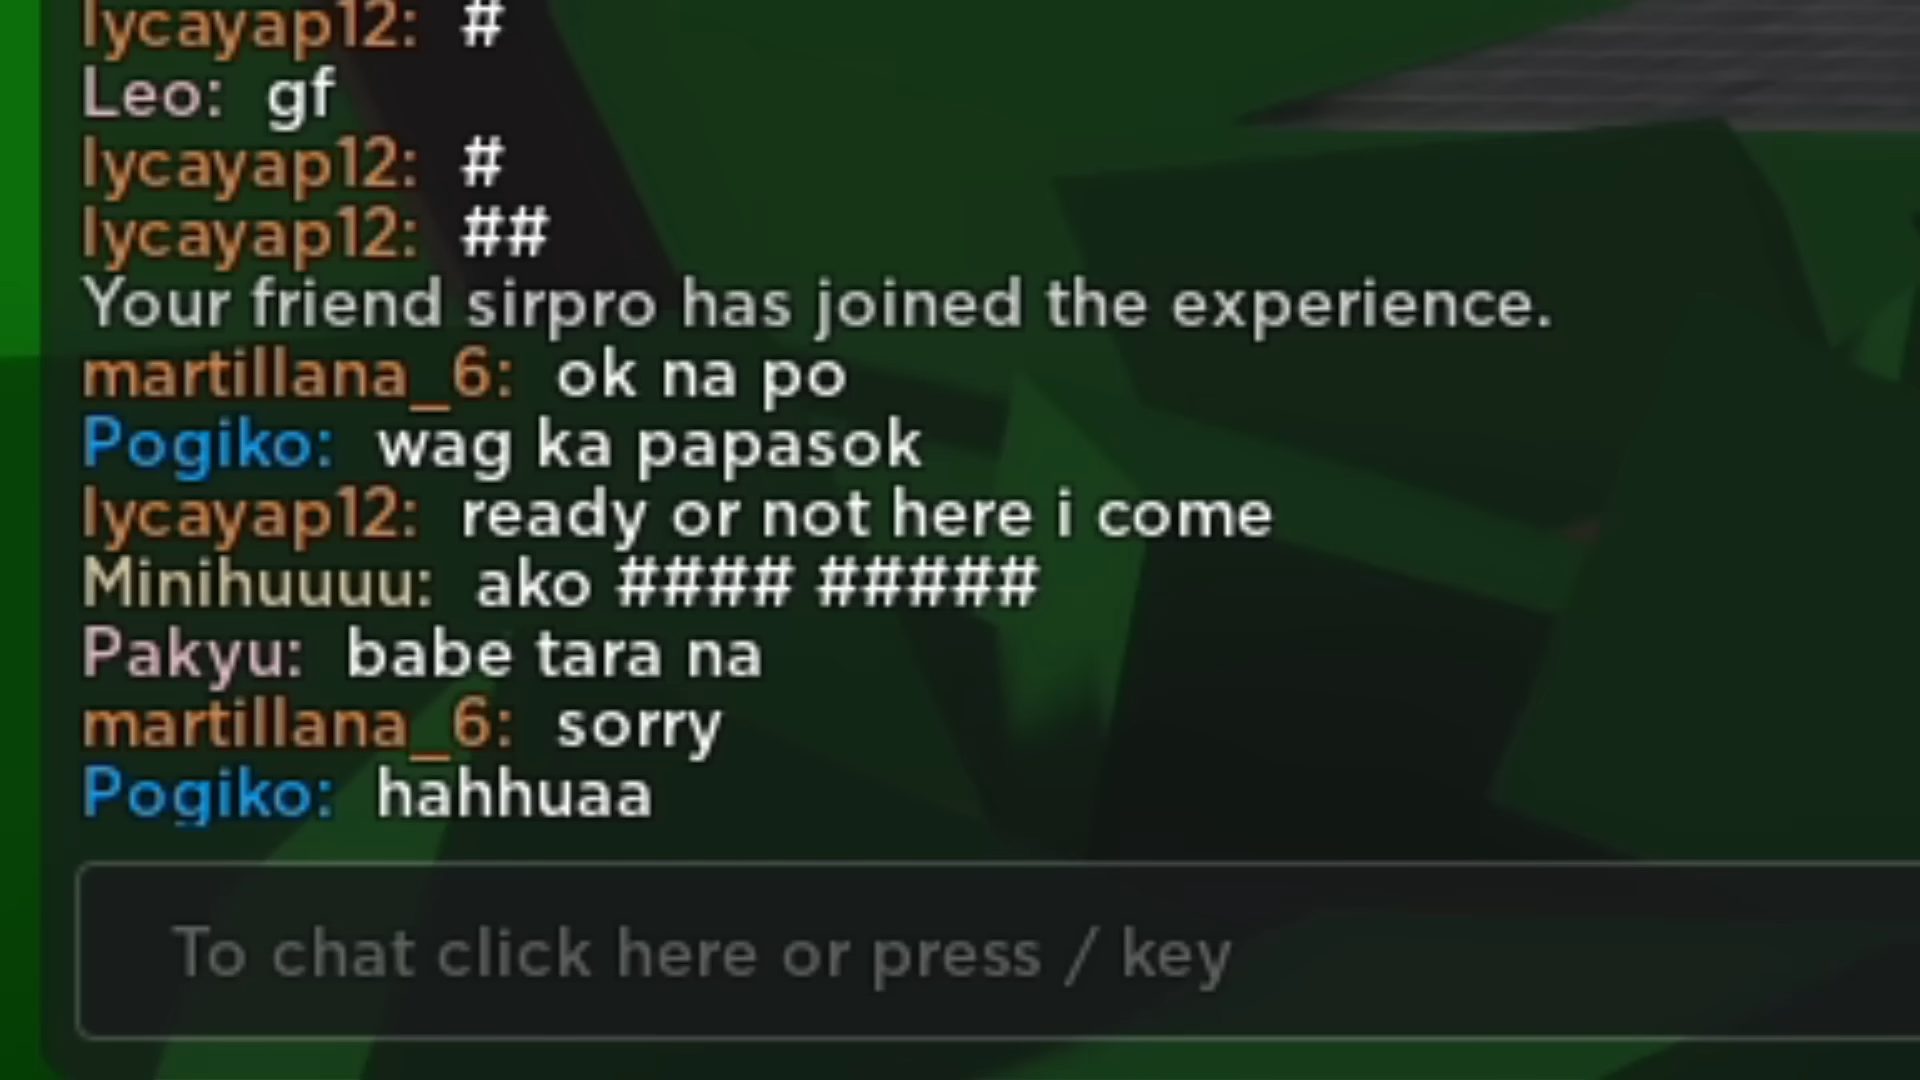 lycayap12: #
Leo: gf
lycayap12: #
lycayap12: ##
Your friend sirpro has joined the experience.
martillana_6: ok na po
Pogiko: wag ka papasok
lycayap12: ready or not here i come
Minihuuuu: ako #### #####
Pakyu: babe tara na
martillana_6: sorry
Pogiko: hahhuaa
To chat click here or press / key